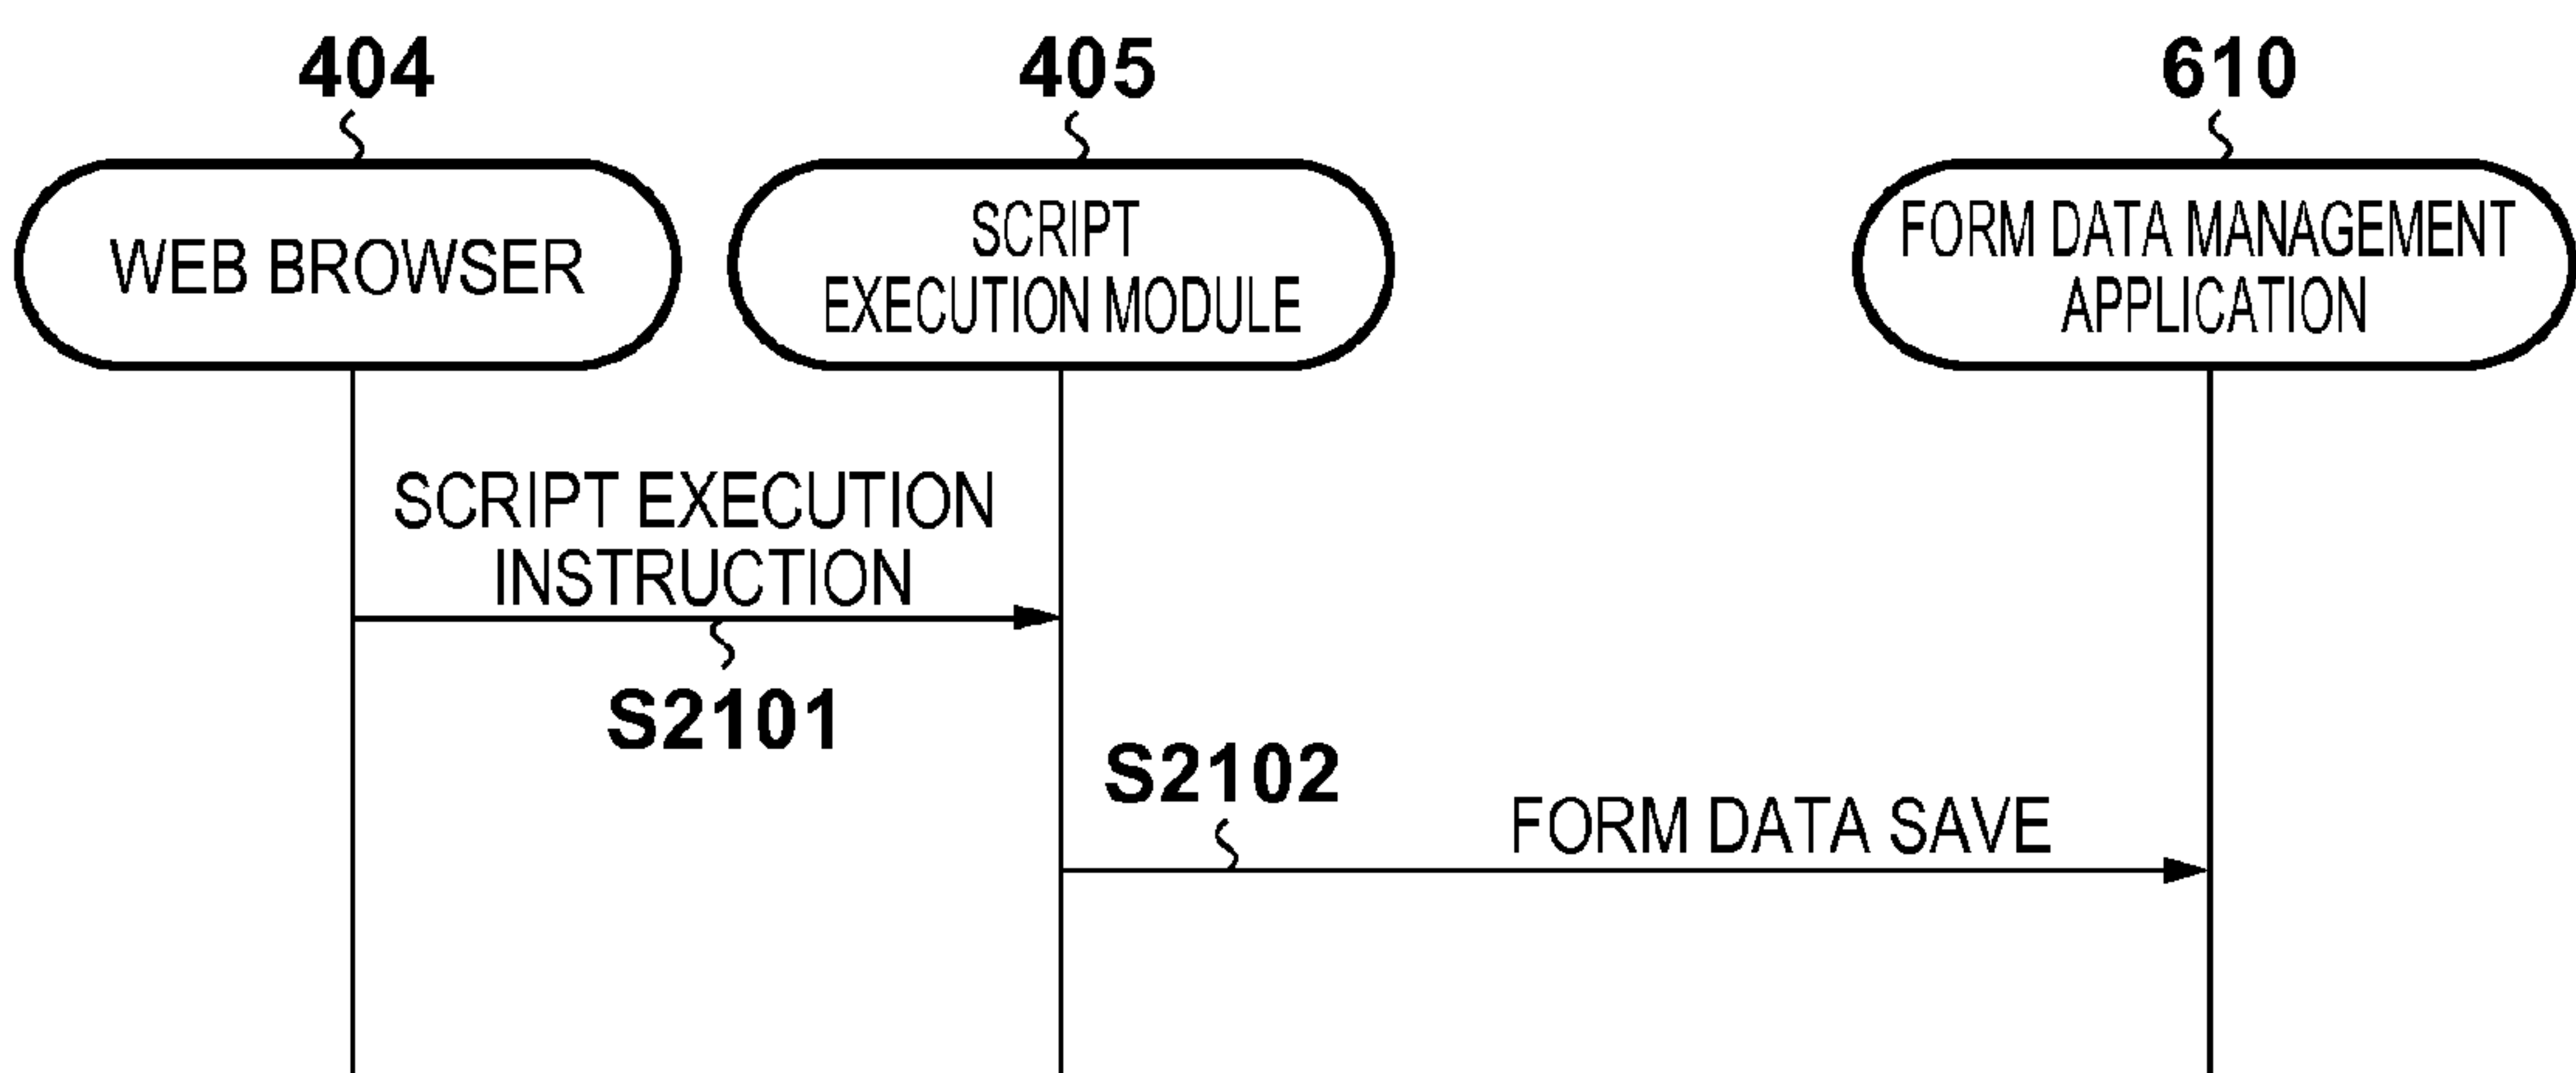 404
405
610
WEB BROWSER
SCRIPT
EXECUTION MODULE
FORM DATA MANAGEMENT
APPLICATION
SCRIPT EXECUTION
INSTRUCTION
S2101
S2102
FORM DATA SAVE